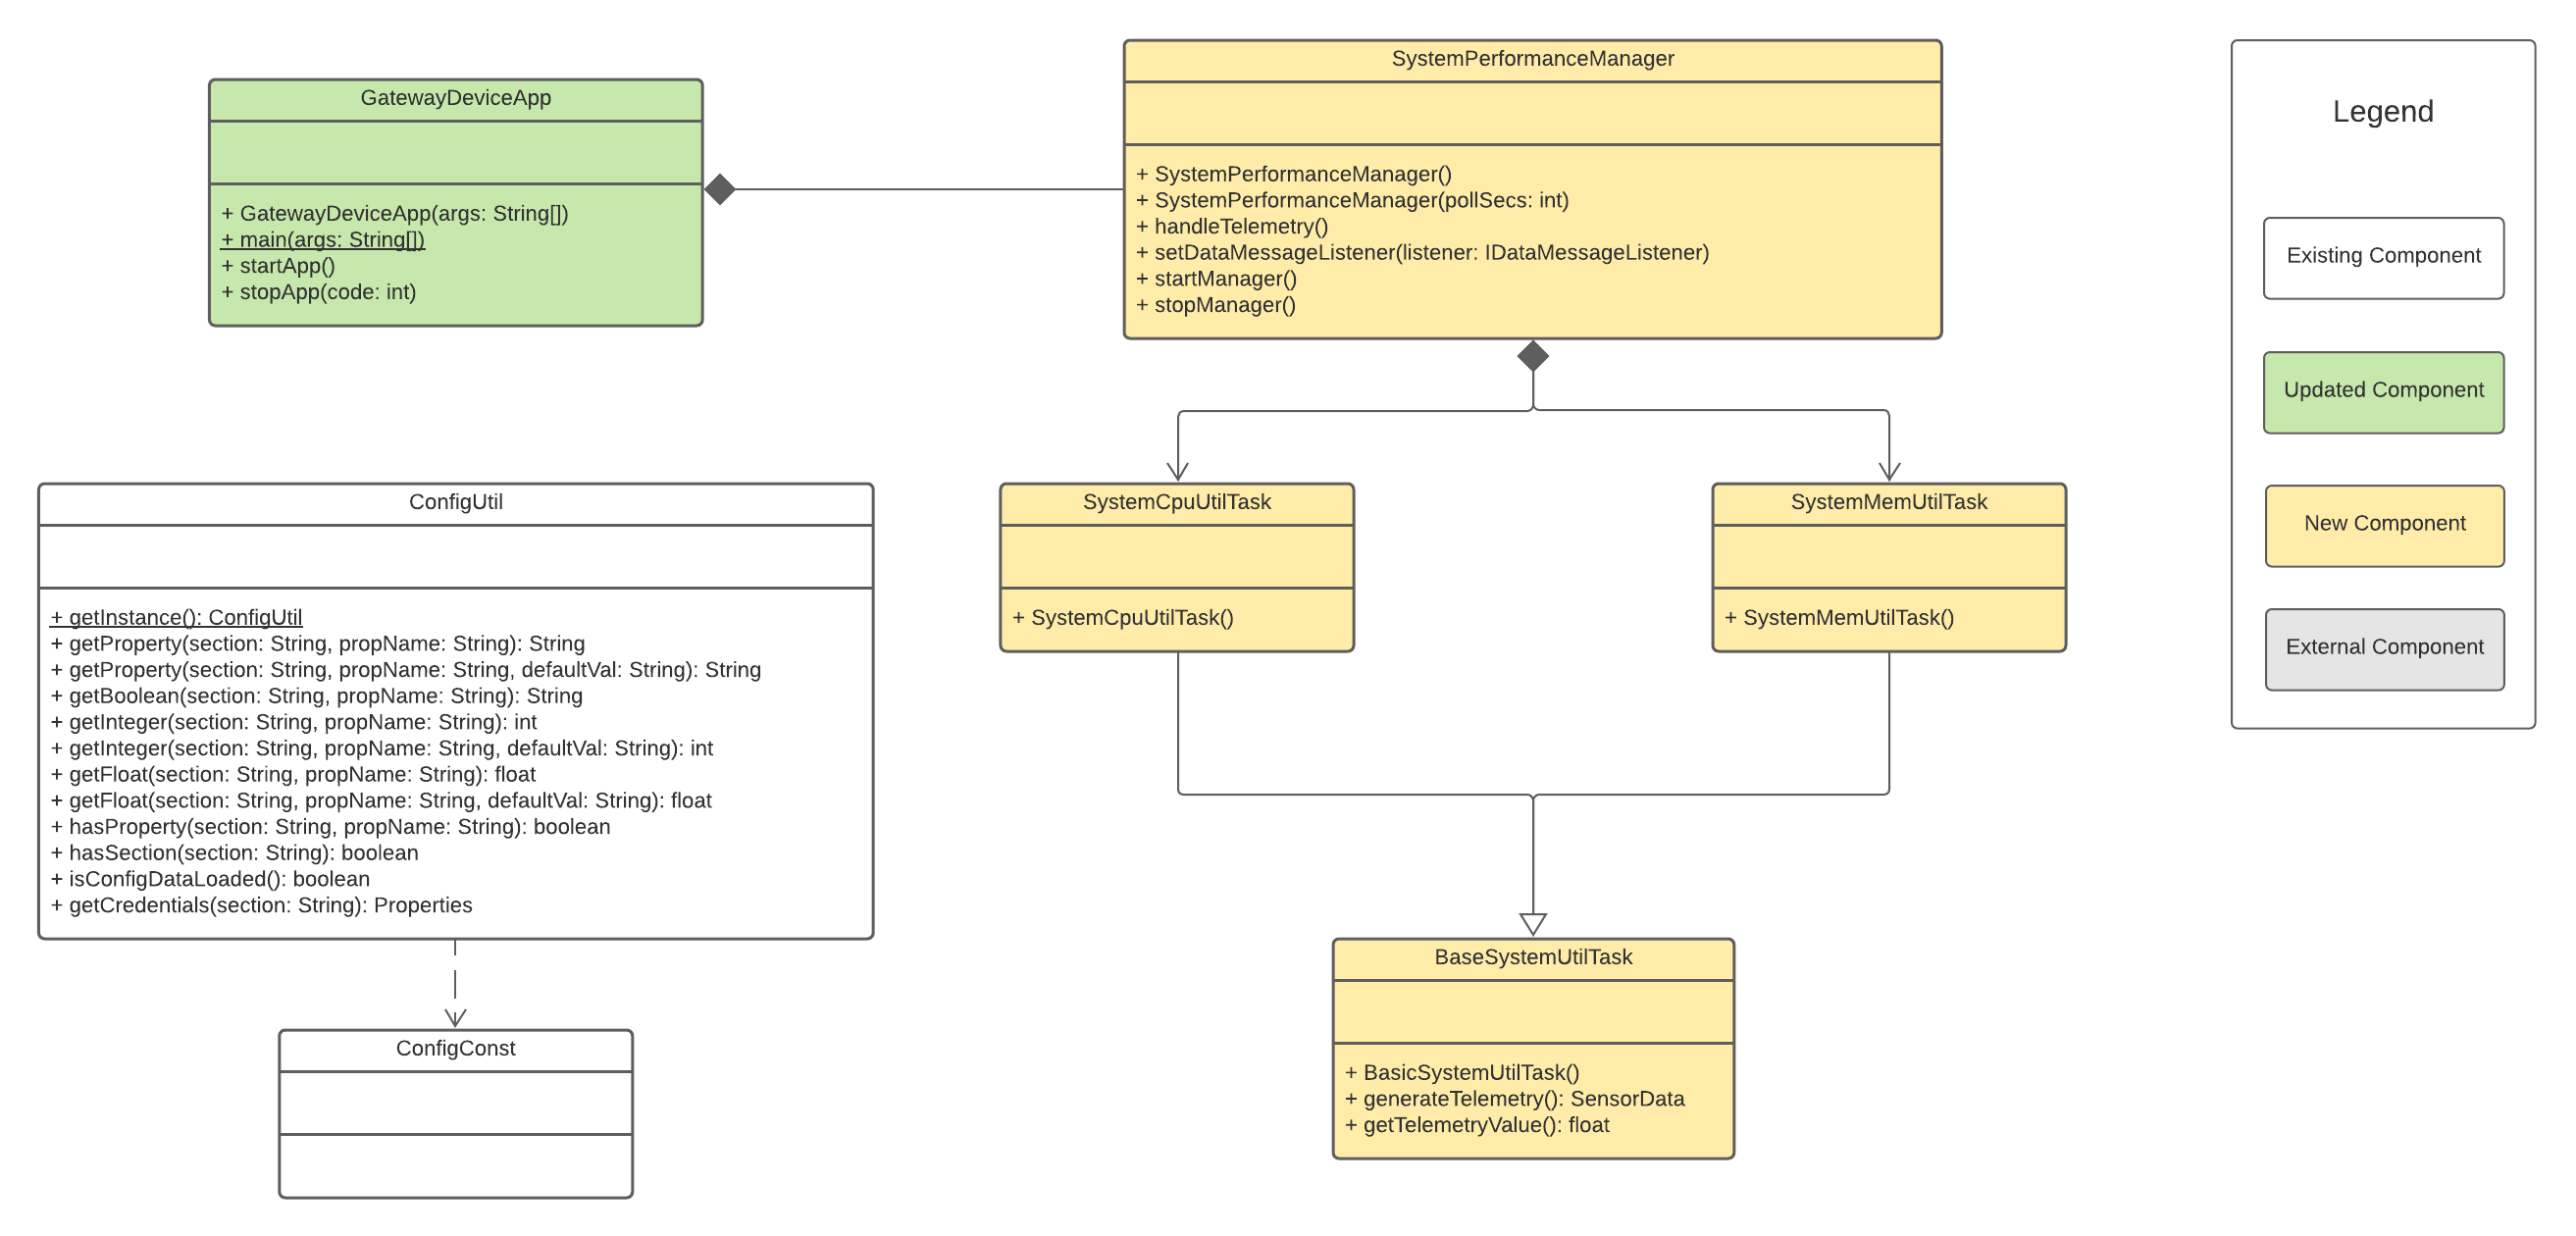 GatewayDeviceApp
+ GatewayDeviceApp(args: String[])
+ main(args: String[])
+ startApp()
+ stopApp(code: int)
SystemPerformanceManager
+ SystemPerformanceManager()
+ SystemPerformanceManager(pollSecs: int)
+ handleTelemetry()
+ setDataMessageListener(listener: IDataMessageListener)
+ startManager()
+ stopManager()
ConfigUtil
+ getInstance(): ConfigUtil
+ getProperty(section: String, propName: String): String
+ getProperty(section: String, propName: String, defaultVal: String): String
+ getBoolean(section: String, propName: String): String
+ getInteger(section: String, propName: String): int
+ getInteger(section: String, propName: String, defaultVal: String): int
+ getFloat(section: String, propName: String): float
+ getFloat(section: String, propName: String, defaultVal: String): float
+ hasProperty(section: String, propName: String): boolean
+ hasSection(section: String): boolean
+ isConfigDataLoaded(): boolean
+ getCredentials(section: String): Properties
SystemCpuUtilTask
+ SystemCpuUtilTask()
SystemMemUtilTask
+ SystemMemUtilTask()
ConfigConst
BaseSystemUtilTask
+ BasicSystemUtilTask()
+ generateTelemetry(): SensorData
+ getTelemetryValue(): float
Legend
Existing Component
Updated Component
New Component
External Component